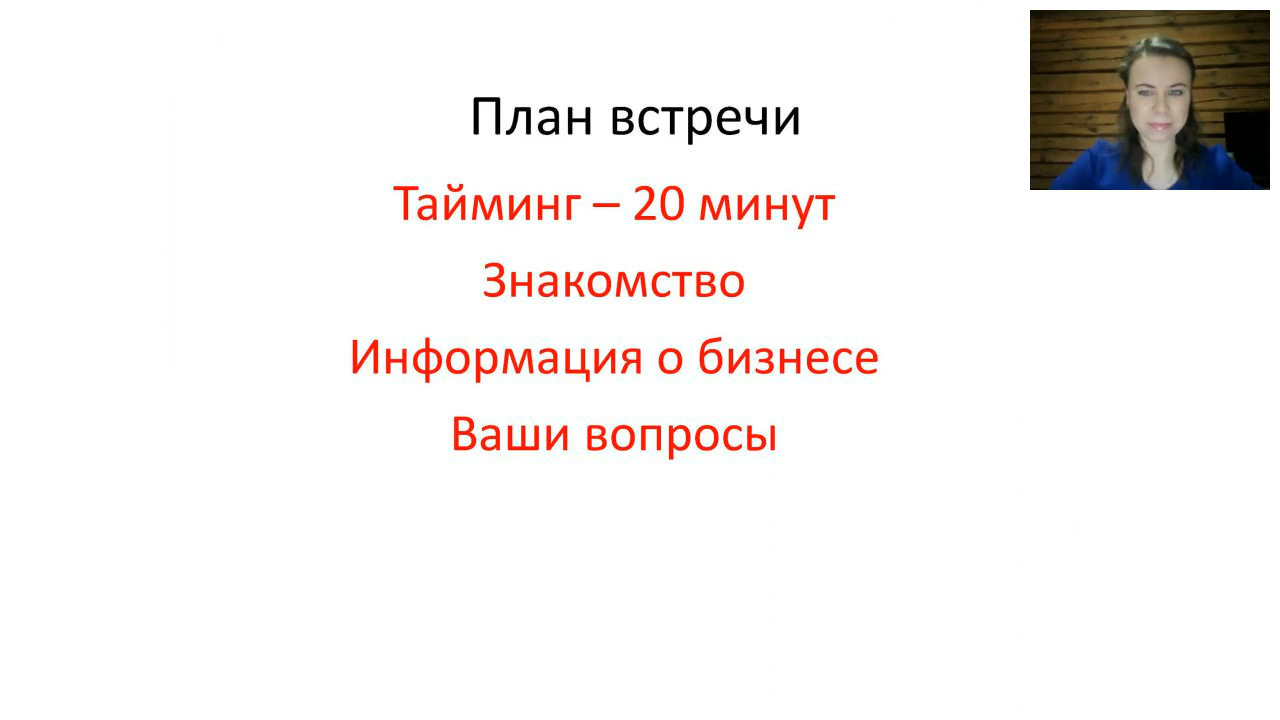 План встречи
Тайминг – 20 минут
Знакомство
Информация о бизнесе
Ваши вопросы